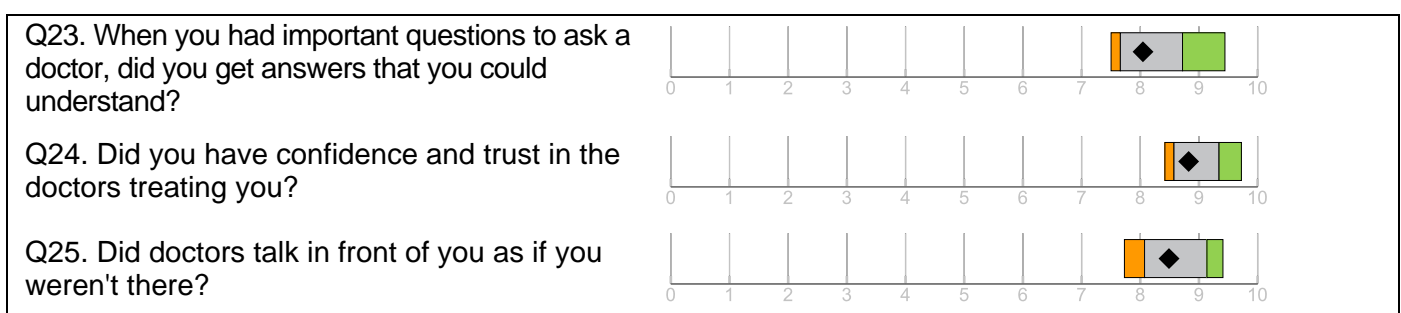 Q23. When you had important questions to ask a
doctor, did you get answers that you could
understand?
0 1 2 3 4 5 6 7 8 9 10
Q24. Did you have confidence and trust in the
doctors treating you?
0 1 2 3 4 5 6 7 8 9 10
Q25. Did doctors talk in front of you as if you
weren't there?
0 1 2 3 4 5 6 7 8 9 10